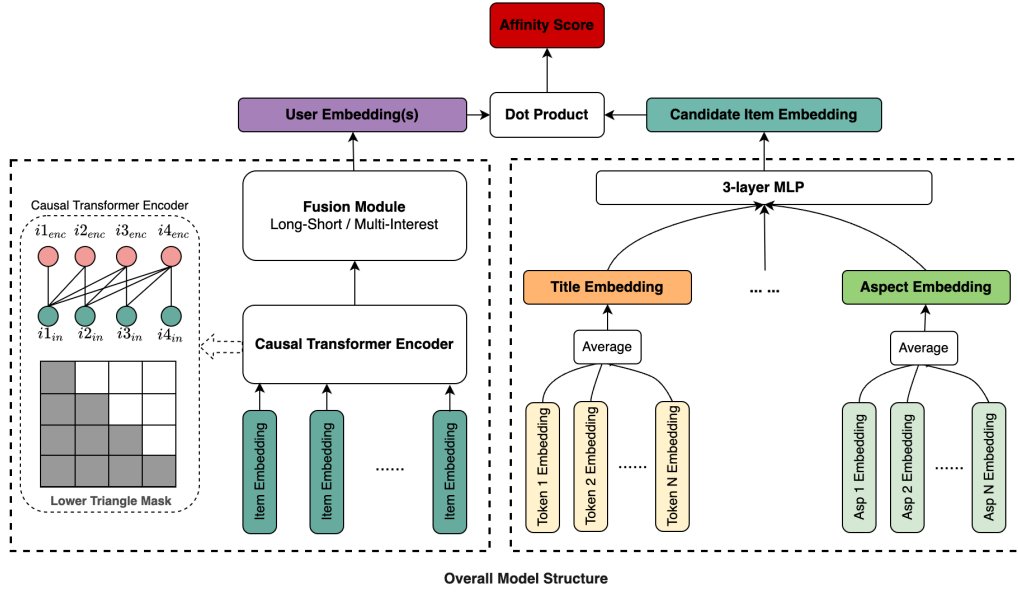 Affinity Score
User Embedding(s)
Dot Product
Candidate Item Embedding
Causal Transformer Encoder
i1enc i2enc i3enc i4enc
i1in i2in i3in i4in
Lower Triangle Mask
Fusion Module
Long-Short / Multi-Interest
Causal Transformer Encoder
Item Embedding
Item Embedding
......
Item Embedding
3-layer MLP
Title Embedding
... ...
Aspect Embedding
Average
Average
Token 1 Embedding
Token 2 Embedding
......
Token N Embedding
Asp 1 Embedding
Asp 2 Embedding
......
Asp N Embedding
Overall Model Structure